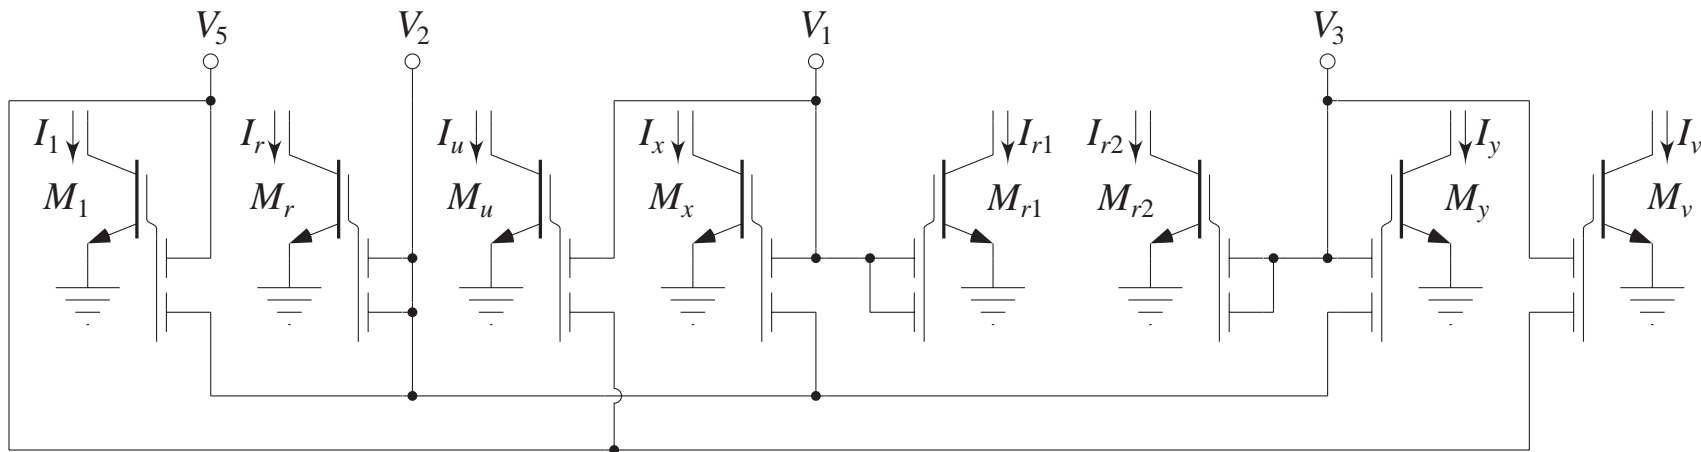 V5 V2 V1 V3
I1 Ir Iu Ix Ir1 Ir2 Iy Iv
M1 Mr Mu Mx Mr1 Mr2 My Mv